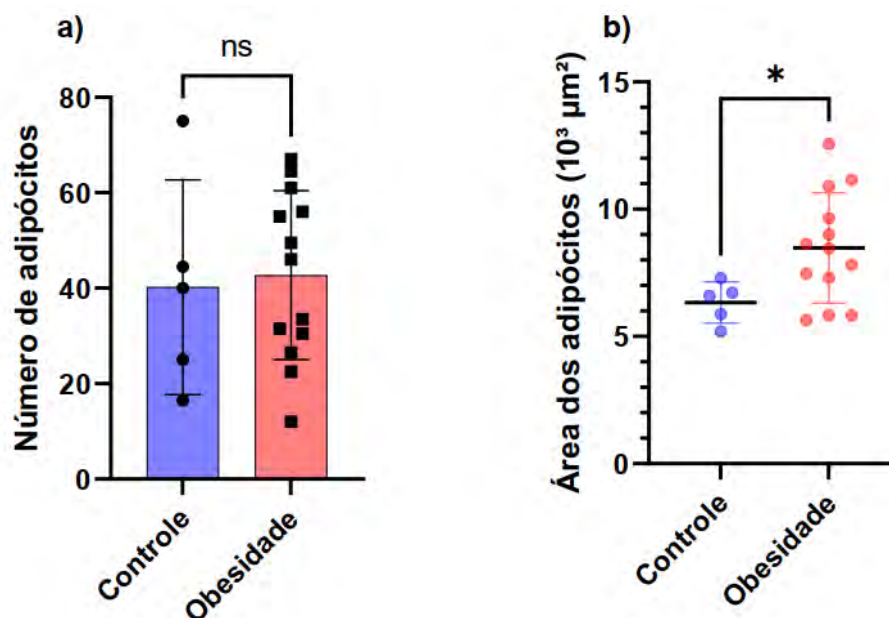 a)
ns
Número de adipócitos
80
60
40
20
0
Controle
Obesidade
b)
*
Área dos adipócitos (10³ µm²)
15
10
5
0
Controle
Obesidade